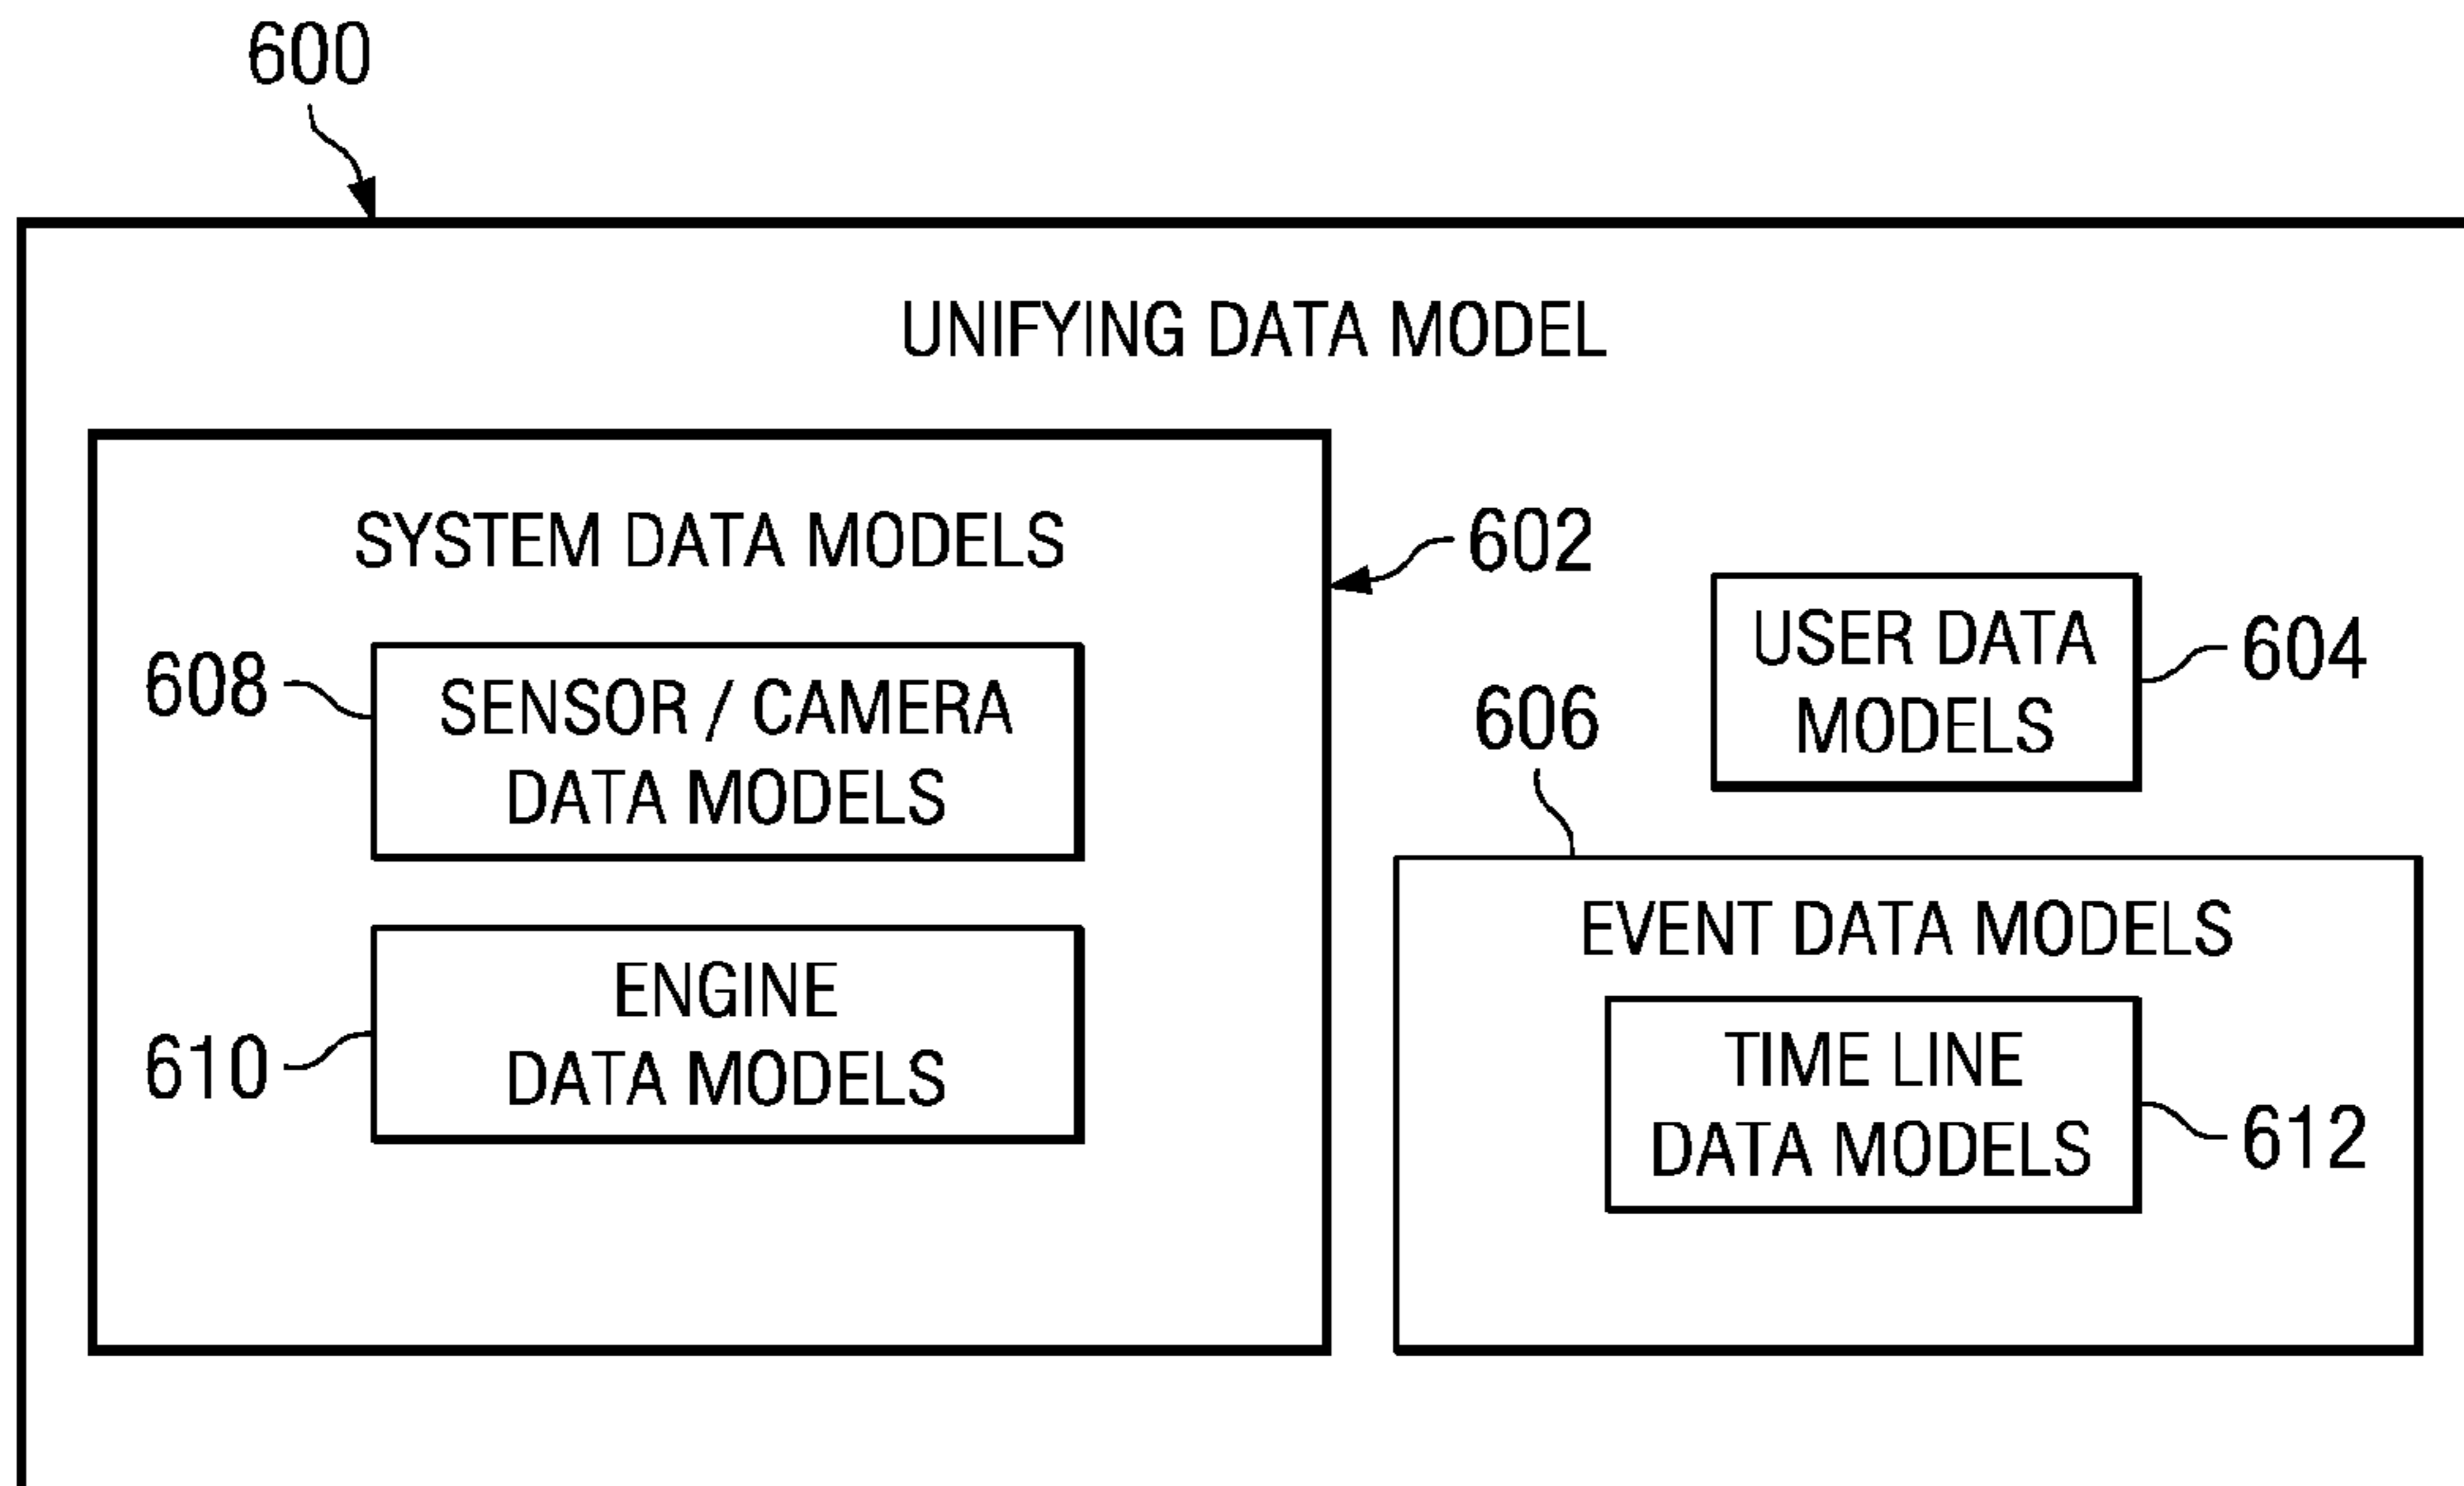 600
UNIFYING DATA MODEL
SYSTEM DATA MODELS
602
608
SENSOR / CAMERA
DATA MODELS
610
ENGINE
DATA MODELS
USER DATA
MODELS
604
606
EVENT DATA MODELS
TIME LINE
DATA MODELS
612